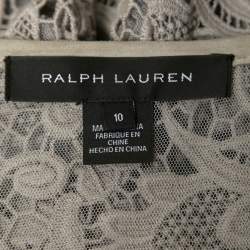 RALPH LAUREN
10
FABRIQUE EN
CHINE
HECHO EN CHINA